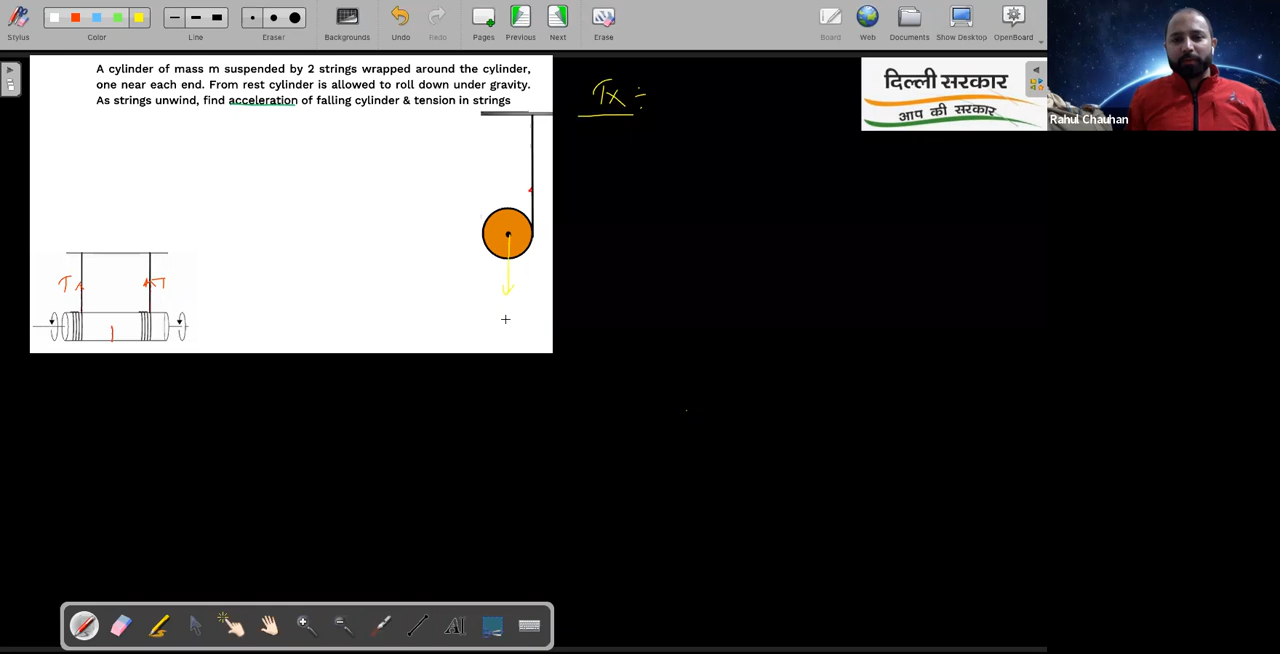 Stylus
Color
Line
Eraser
Backgrounds
Undo
Redo
Pages
Previous
Next
Erase
Board
Web
Documents
Show Desktop
OpenBoard
A cylinder of mass m suspended by 2 strings wrapped around the cylinder,
one near each end. From rest cylinder is allowed to roll down under gravity.
As strings unwind, find acceleration of falling cylinder & tension in strings
Tx :-
दिल्ली सरकार
आप की सरकार
Rahul Chauhan
T
T
AI